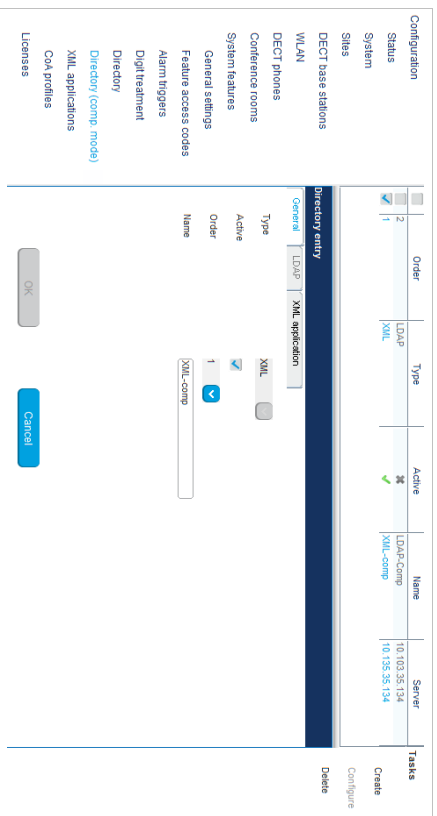 Configuration
Status
System
Sites
DECT base stations
WLAN
DECT phones
Conference rooms
System features
General settings
Feature access codes
Alarm triggers
Digit treatment
Directory
Directory (comp. mode)
XML applications
CoA profiles
Licenses
Order Type Active Name Server
2 LDAP LDAP-Comp 10.103.35.134
1 XML XML-comp 10.135.35.134
Directory entry
General LDAP XML application
Type XML
Active
Order 1
Name XML-comp
OK Cancel
Tasks
Create
Configure
Delete